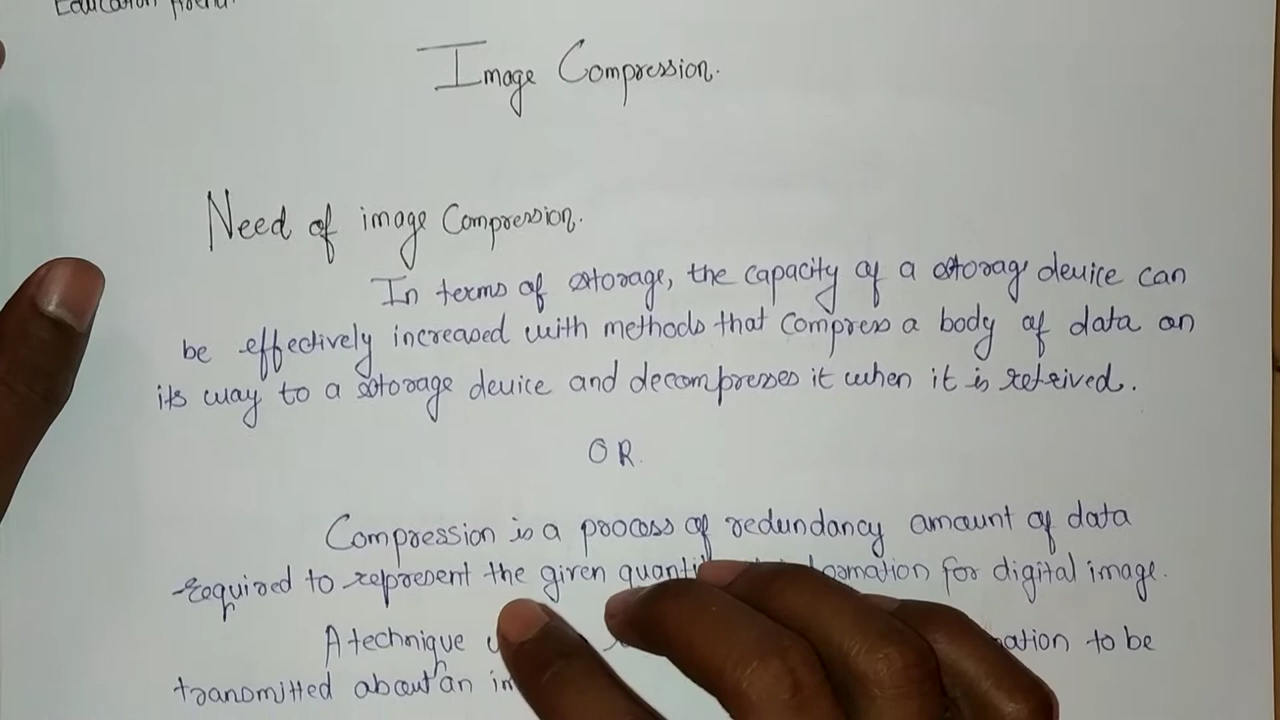 Image Compression.
Need of image Compression.
In terms of storage, the capacity of a storag device can
be effectively increased with methods that compress a body of data on
its way to a storage device and decompresses it when it is retrived.
OR.
Compression is a process of redundancy amount of data
required to represent the given for digital image.
A technique to be
transmitted about an